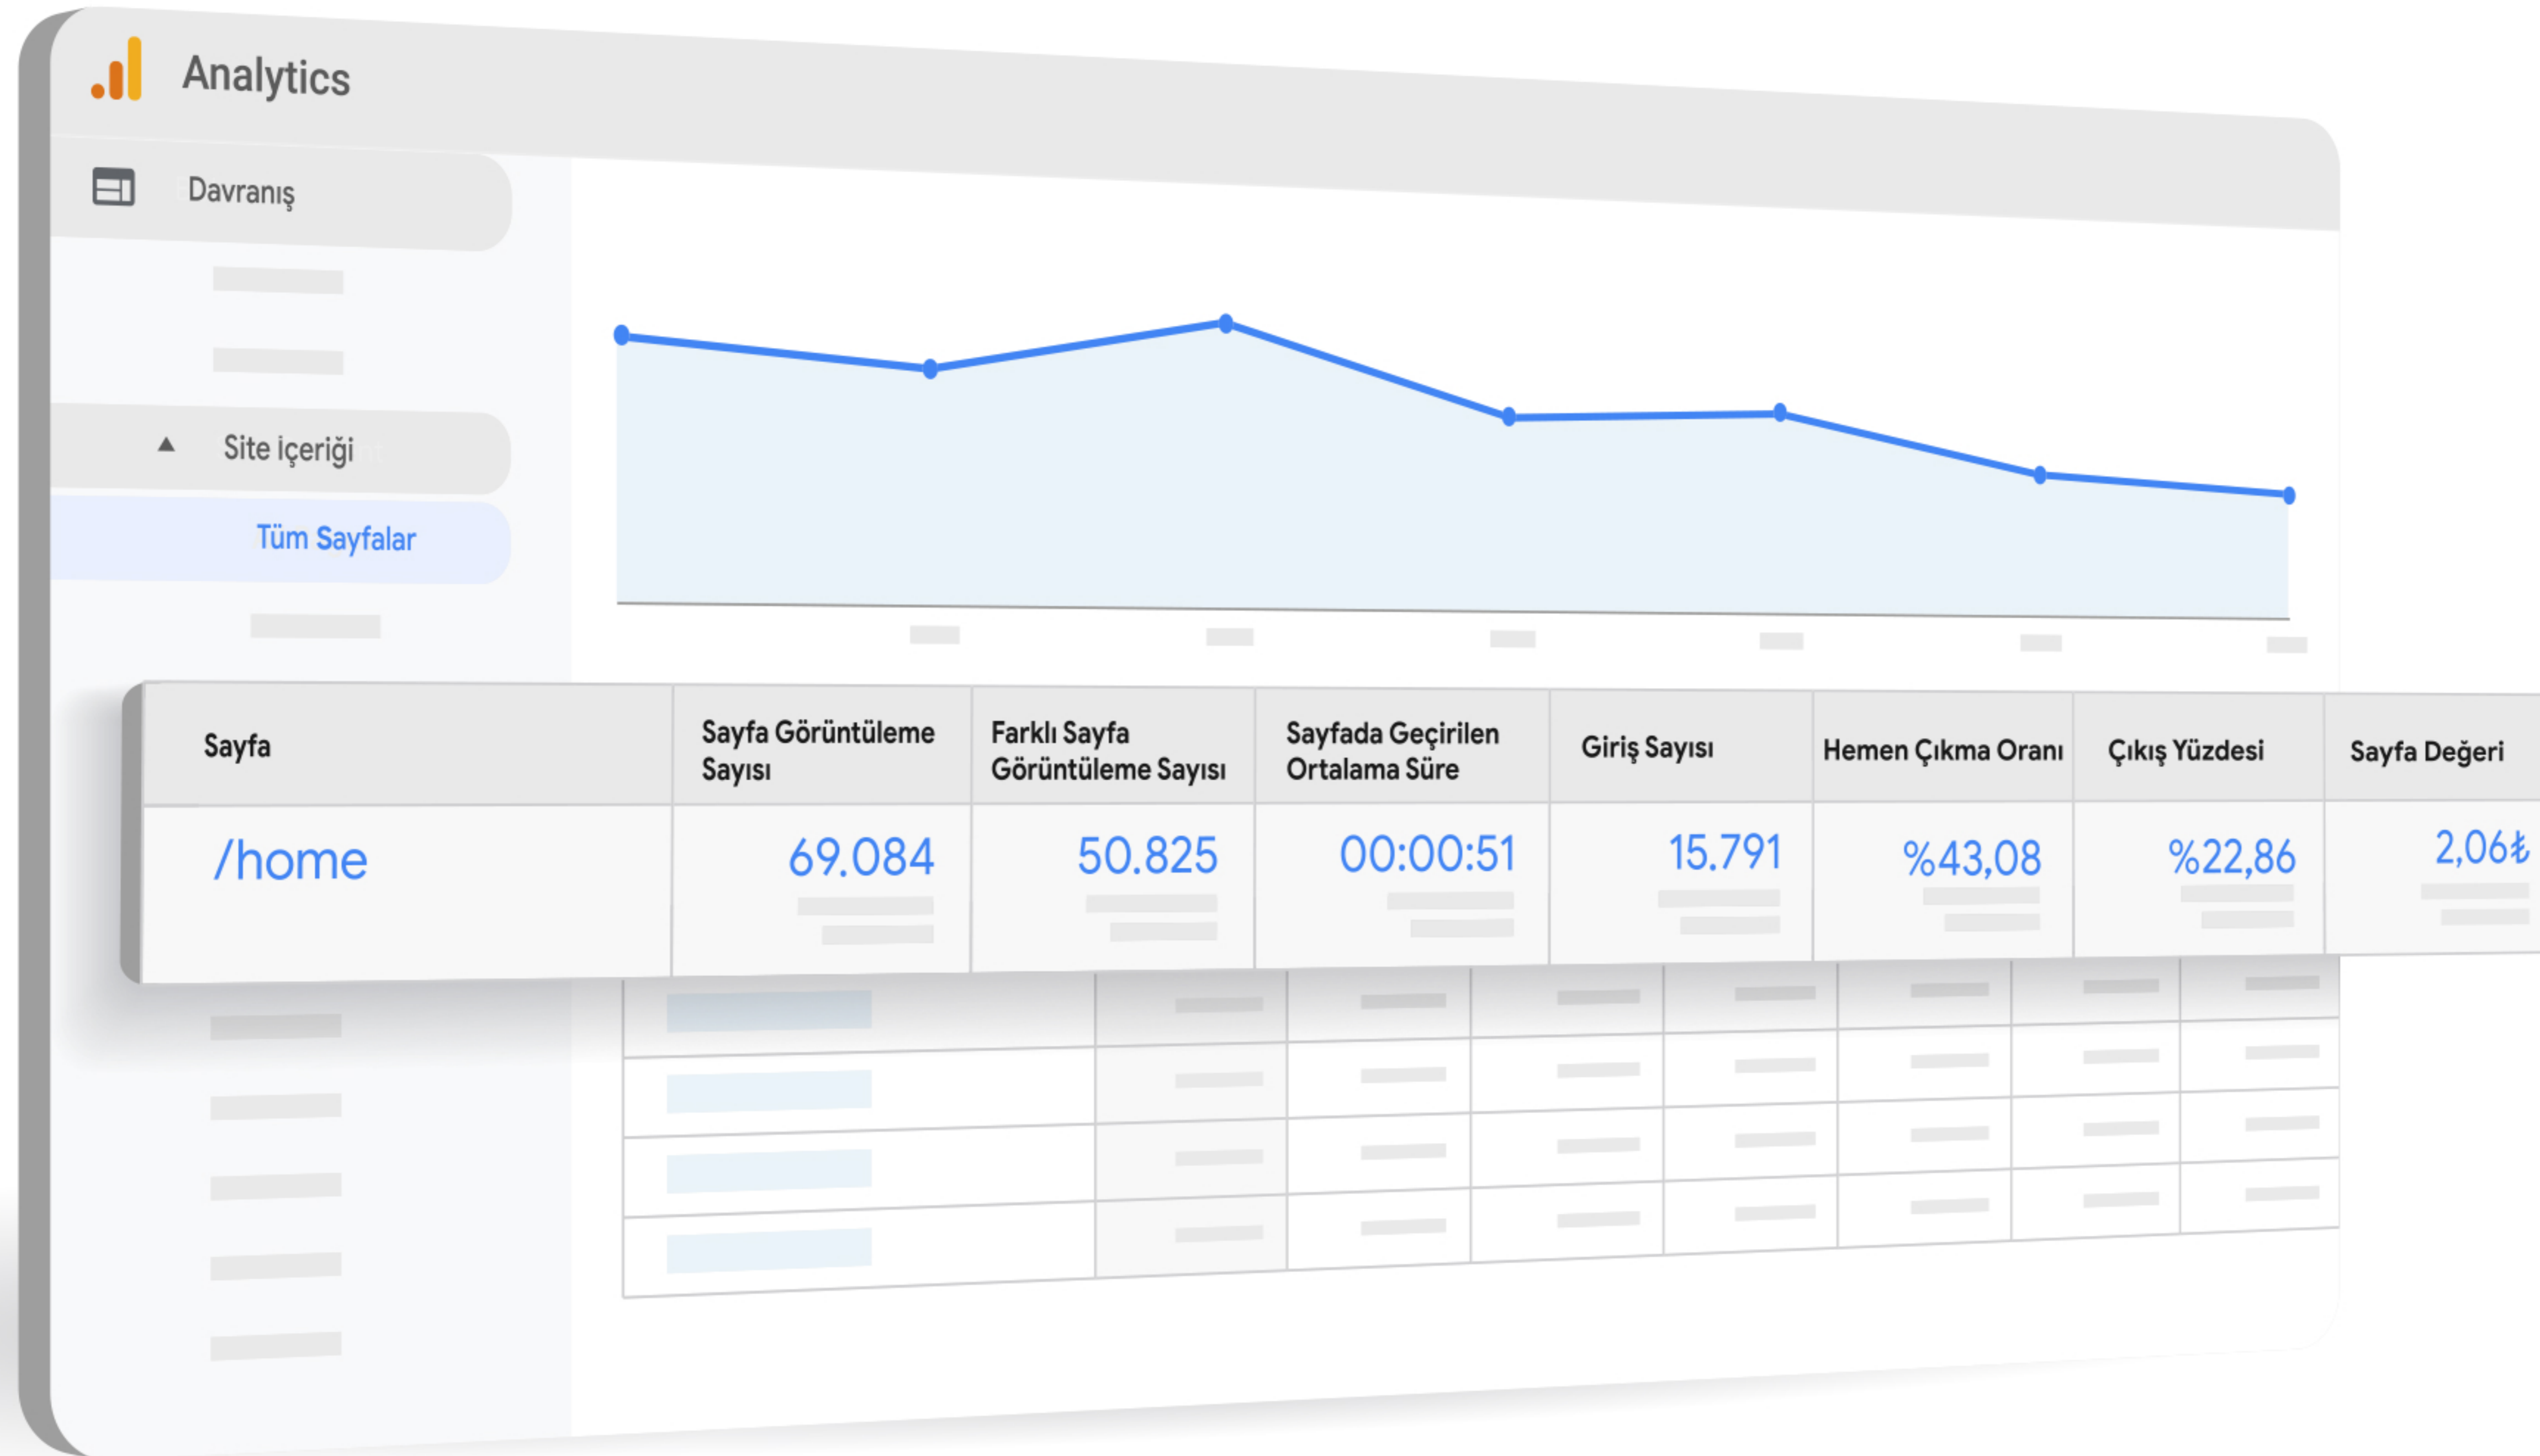 Analytics
Davranış
Site içeriği
Tüm Sayfalar
Sayfa
Sayfa Görüntüleme
Sayısı
Farklı Sayfa
Görüntüleme Sayısı
Sayfada Geçirilen
Ortalama Süre
Giriş Sayısı
Hemen Çıkma Oranı
Çıkış Yüzdesi
Sayfa Değeri
/home
69.084
50.825
00:00:51
15.791
%43,08
%22,86
2,06₺